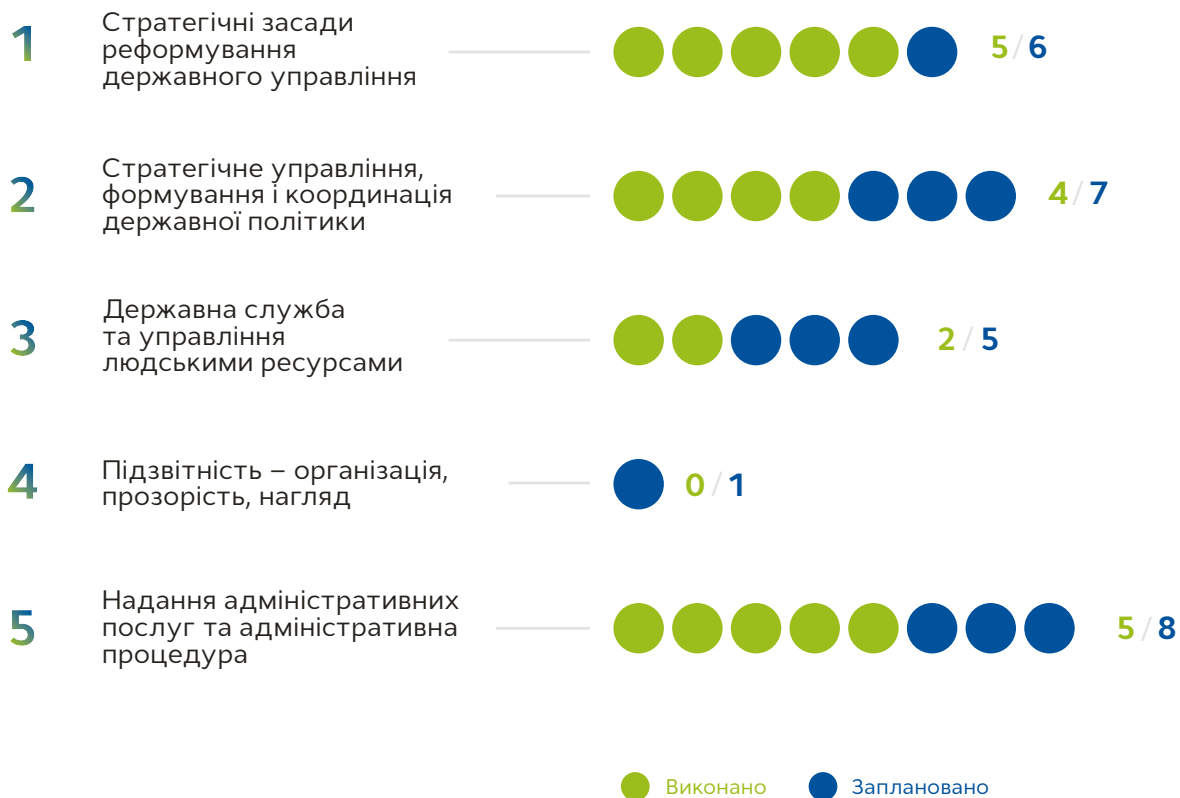 1
Стратегічні засади
реформування
державного управління
5/6
2
Стратегічне управління,
формування і координація
державної політики
4/7
3
Державна служба
та управління
людськими ресурсами
2/5
4
Підзвітність – організація,
прозорість, нагляд
0/1
5
Надання адміністративних
послуг та адміністративна
процедура
5/8
Виконано
Заплановано